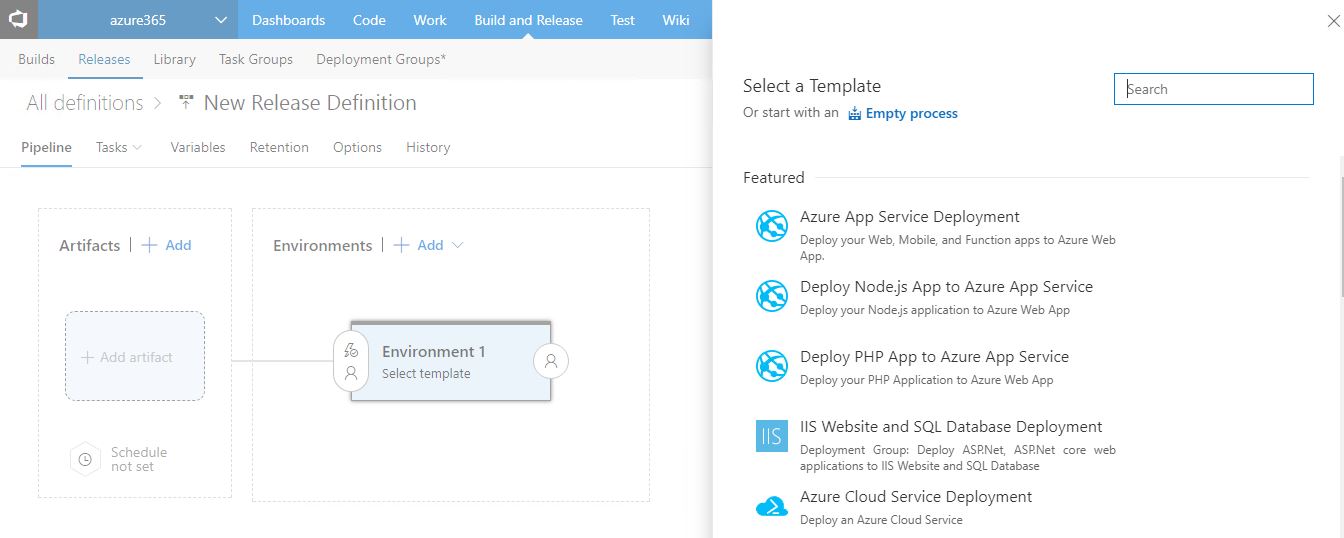 azure365
Dashboards Code Work Build and Release Test Wiki
Builds Releases Library Task Groups Deployment Groups*
All definitions > New Release Definition
Pipeline Tasks Variables Retention Options History
Artifacts | + Add
+ Add artifact
Schedule
not set
Environments | + Add
Environment 1
Select template
Select a Template
Search
Or start with an Empty process
Featured
Azure App Service Deployment
Deploy your Web, Mobile, and Function apps to Azure Web
App.
Deploy Node.js App to Azure App Service
Deploy your Node.js application to Azure Web App
Deploy PHP App to Azure App Service
Deploy your PHP Application to Azure Web App
IIS
IIS Website and SQL Database Deployment
Deployment Group: Deploy ASP.Net, ASP.Net core web
applications to IIS Website and SQL Database
Azure Cloud Service Deployment
Deploy an Azure Cloud Service